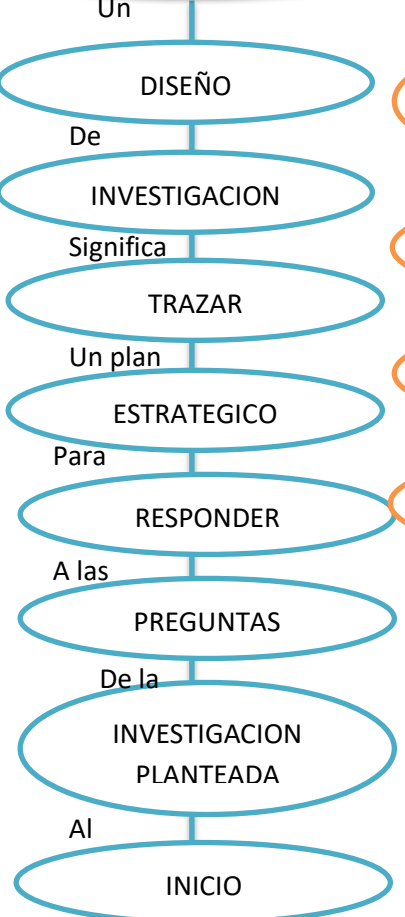 Un
DISEÑO
De
INVESTIGACION
Significa
TRAZAR
Un plan
ESTRATEGICO
Para
RESPONDER
A las
PREGUNTAS
De la
INVESTIGACION
PLANTEADA
Al
INICIO